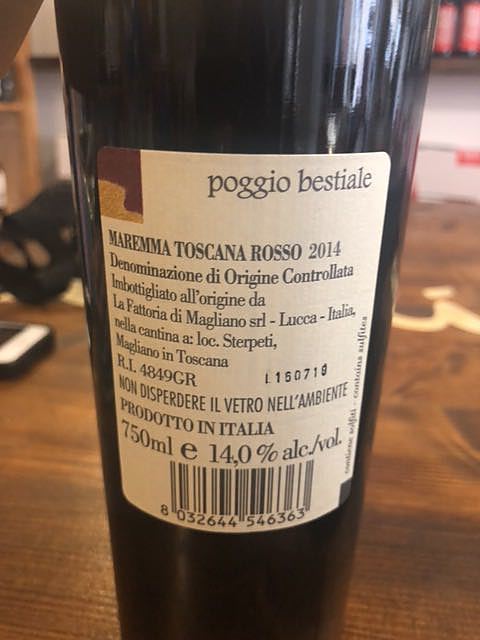 poggio bestiale
MAREMMA TOSCANA ROSSO 2014
Denominazione di Origine Controllata
Imbottigliato all'origine da
La Fattoria di Magliano srl - Lucca - Italia,
nella cantina a: loc. Sterpeti,
Magliano in Toscana
R.I. 4849GR
L150719
NON DISPERDERE IL VETRO NELL'AMBIENTE
PRODOTTO IN ITALIA
750ml e 14,0 % alc./vol.
8 032644 546363
contiene solfiti - contains sulfites